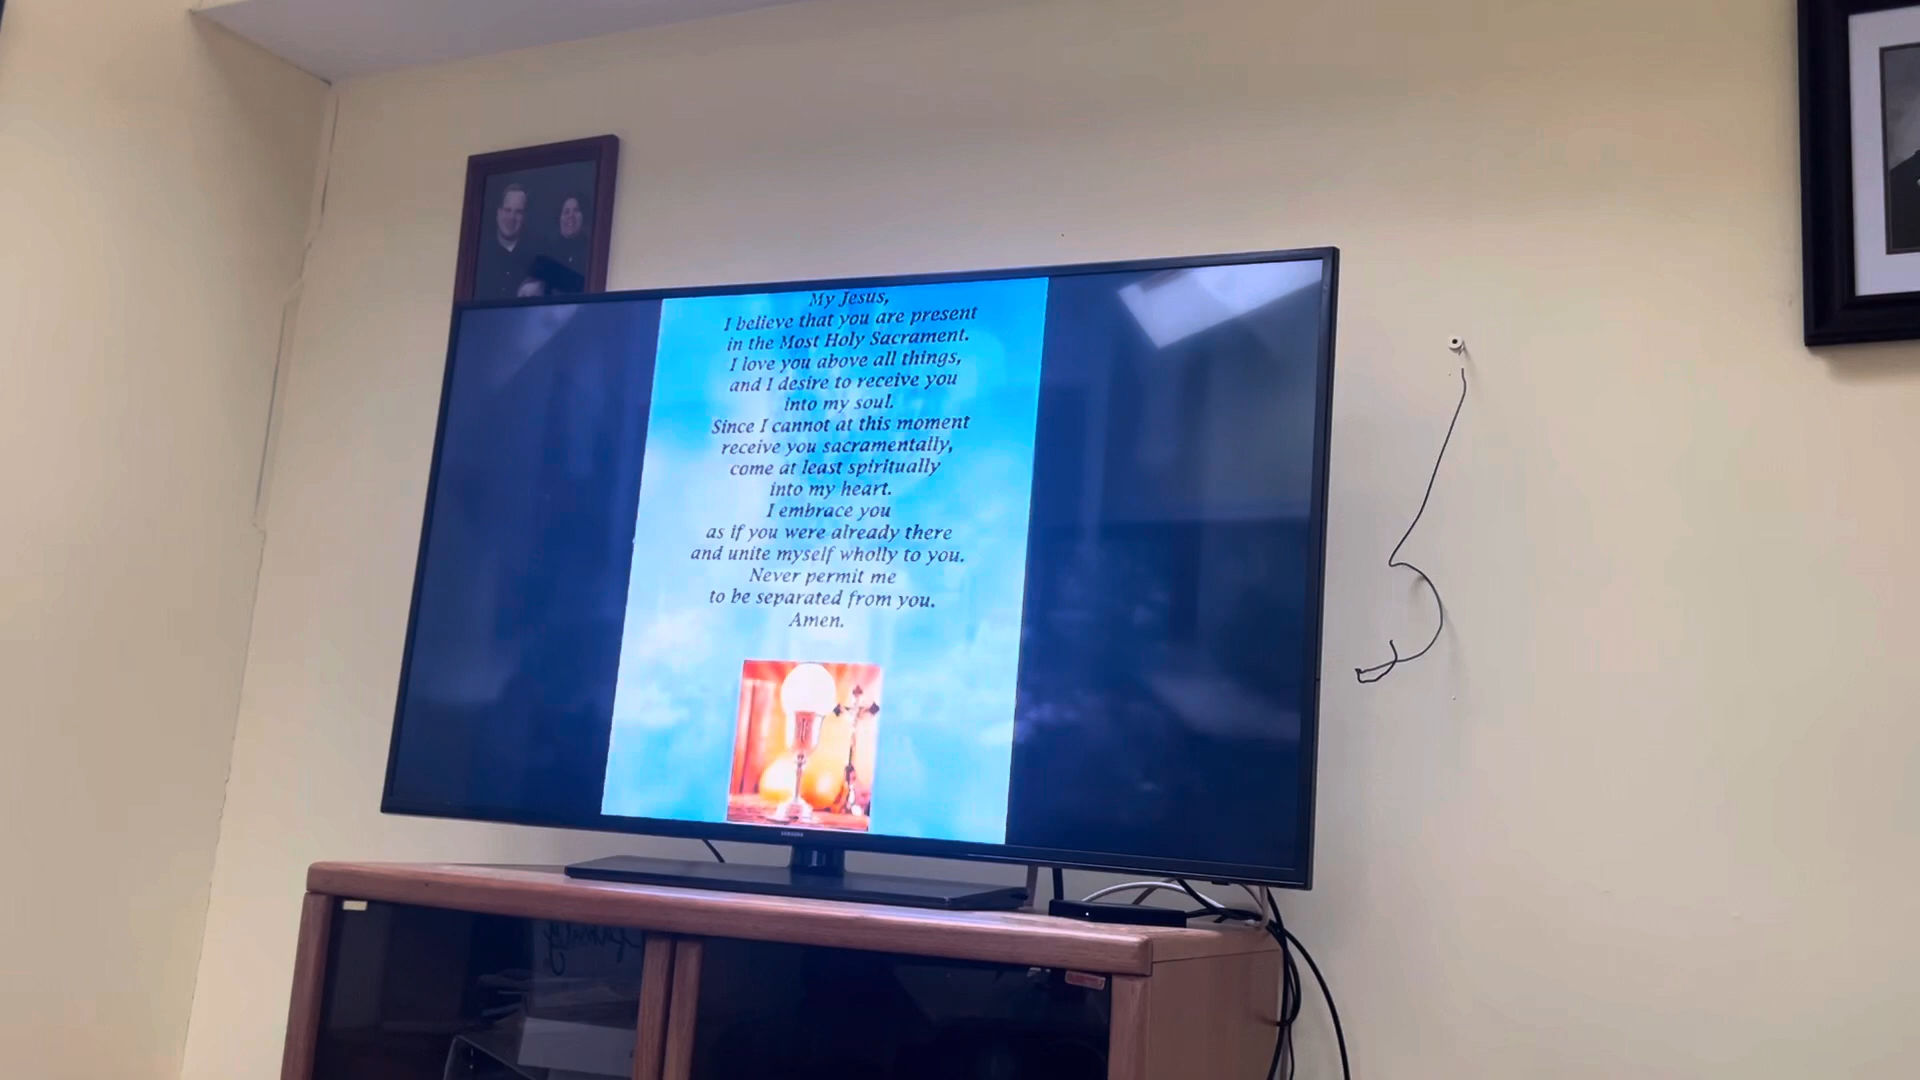 My Jesus,
I believe that you are present
in the Most Holy Sacrament.
I love you above all things,
and I desire to receive you
into my soul.
Since I cannot at this moment
receive you sacramentally,
come at least spiritually
into my heart.
I embrace you
as if you were already there
and unite myself wholly to you.
Never permit me
to be separated from you.
Amen.
SAMSUNG